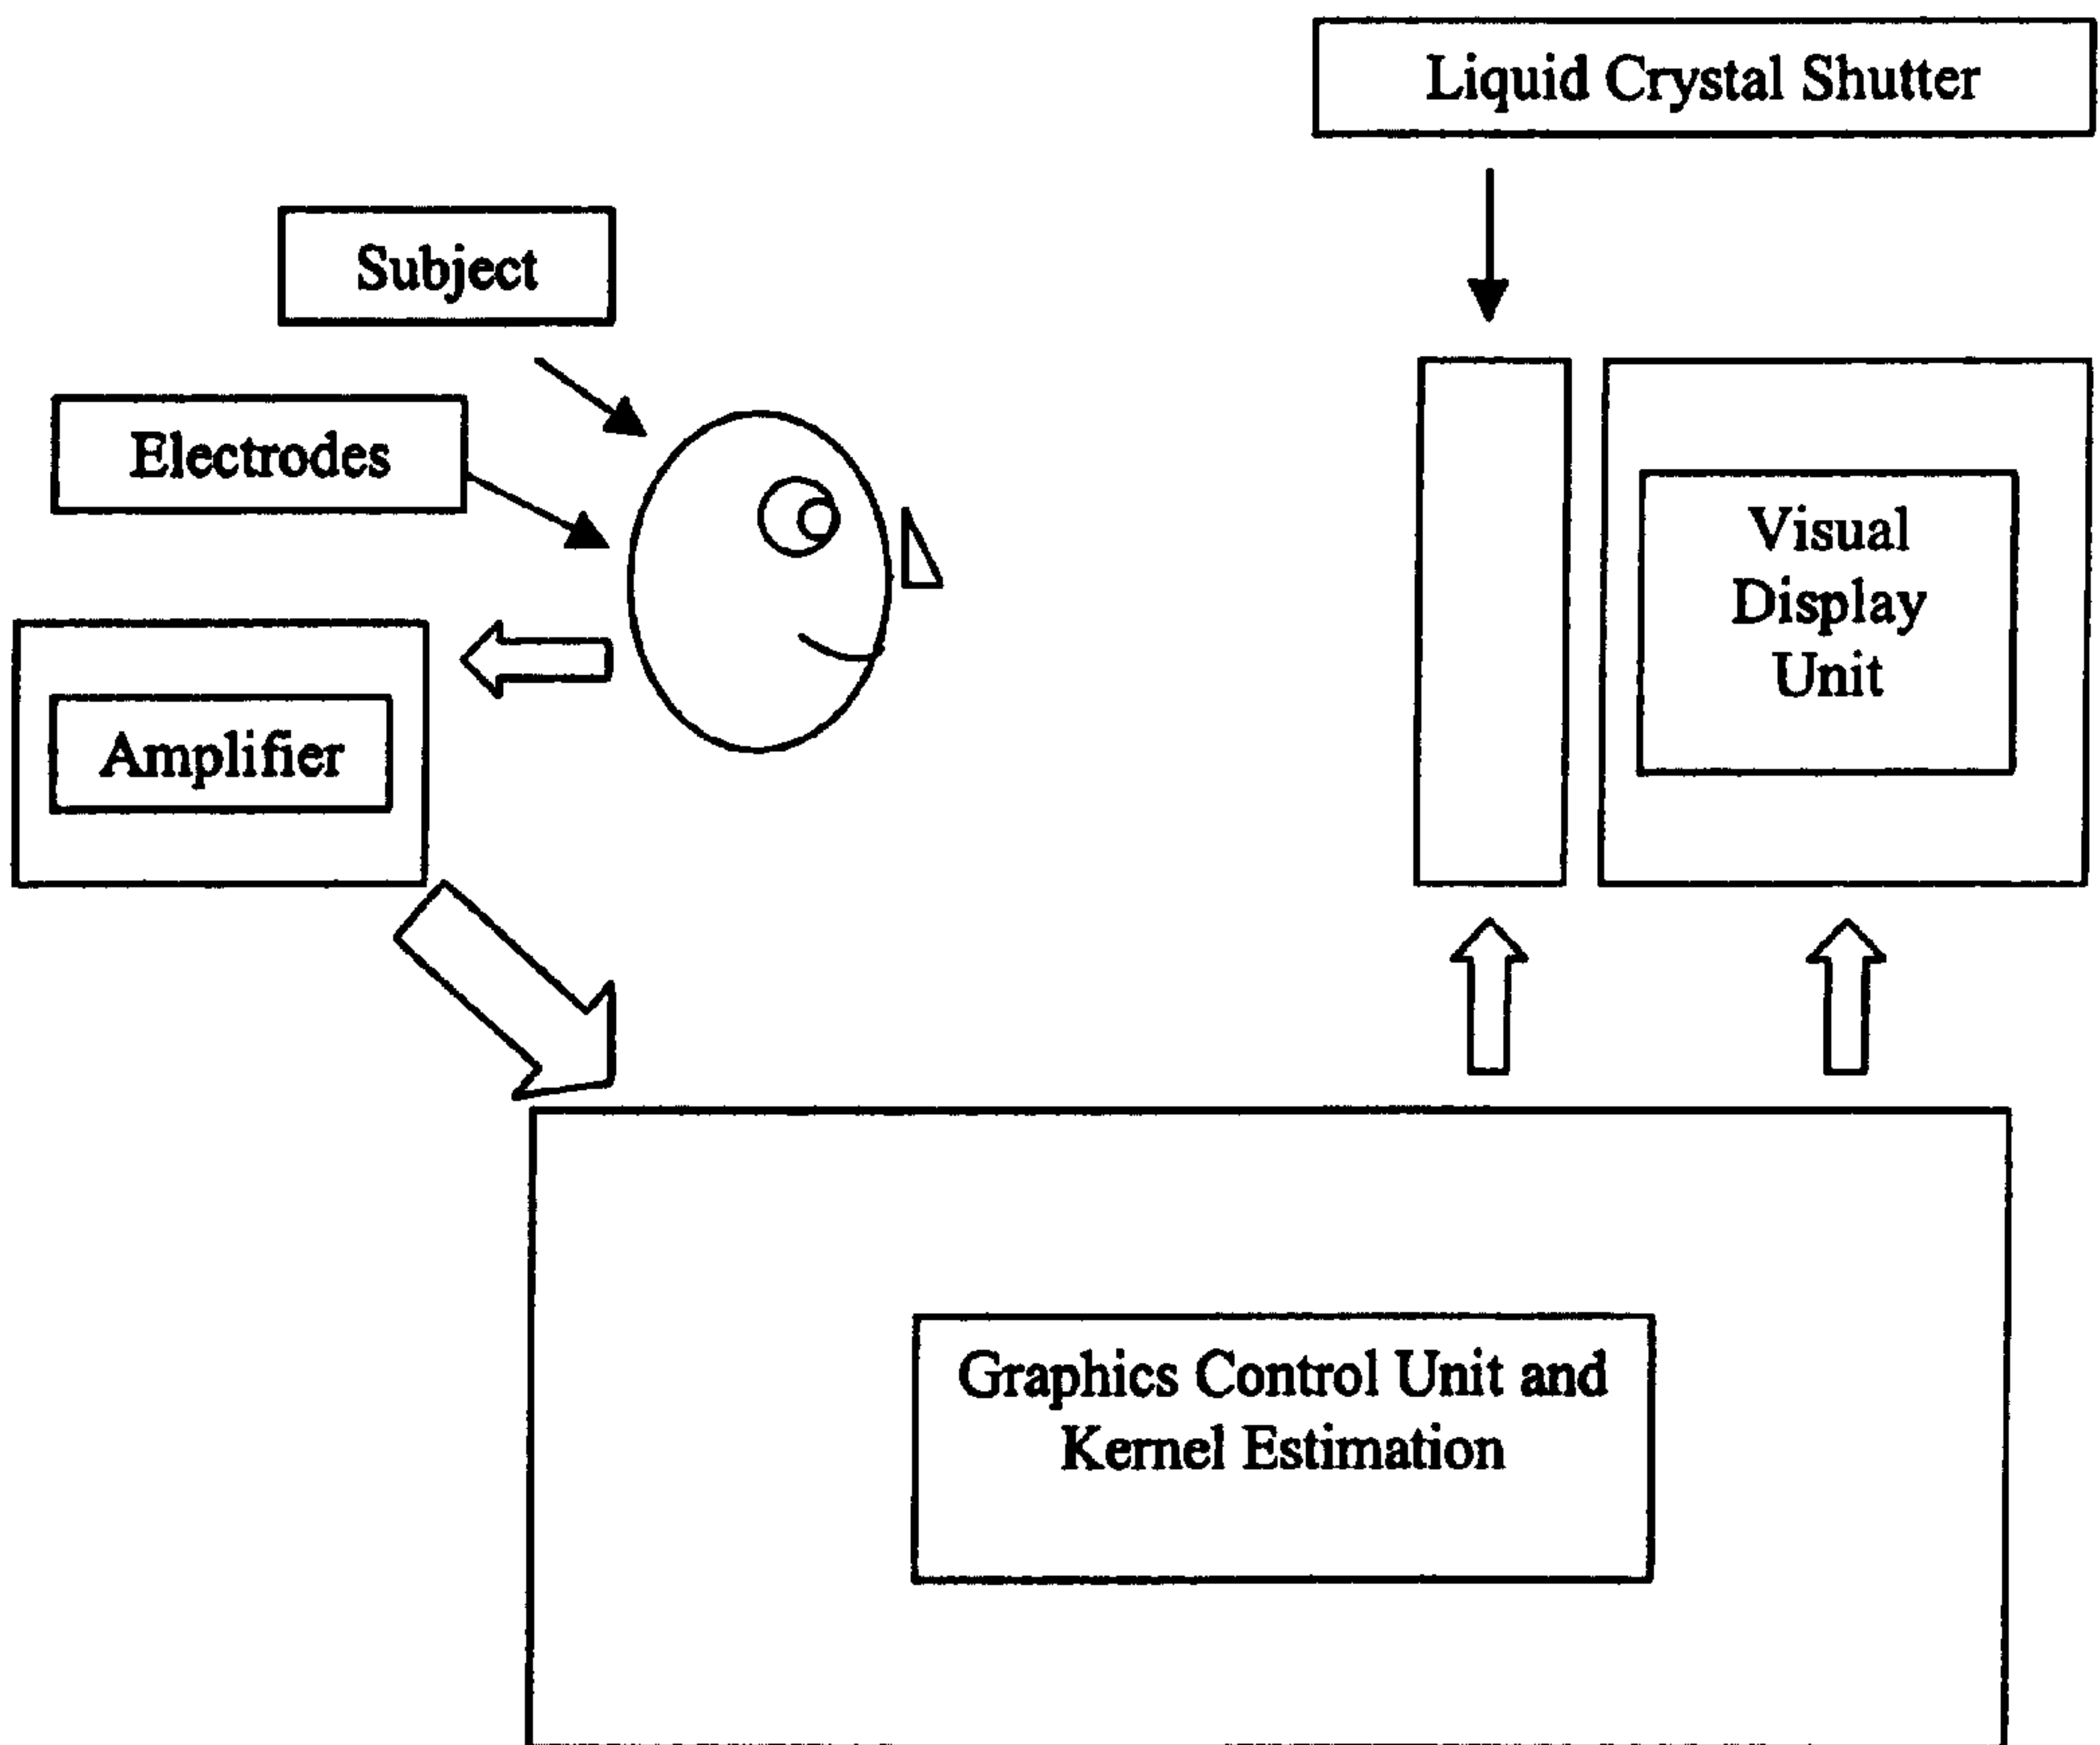 Liquid Crystal Shutter
Subject
Electrodes
Visual
Display
Unit
Amplifier
Graphics Control Unit and
Kernel Estimation